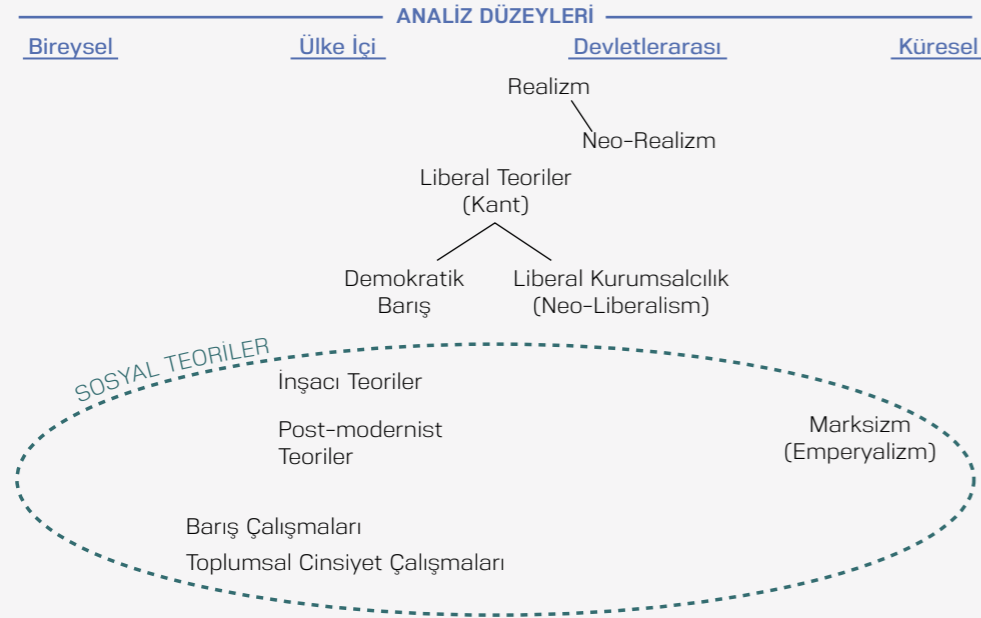 ANALİZ DÜZEYLERİ
Bireysel Ülke İçi Devletlerarası Küresel
Realizm
Neo-Realizm
Liberal Teoriler
(Kant)
Demokratik Barış
Liberal Kurumsalcılık
(Neo-Liberalism)
SOSYAL TEORİLER
İnşacı Teoriler
Post-modernist
Teoriler
Marksizm
(Emperyalizm)
Barış Çalışmaları
Toplumsal Cinsiyet Çalışmaları